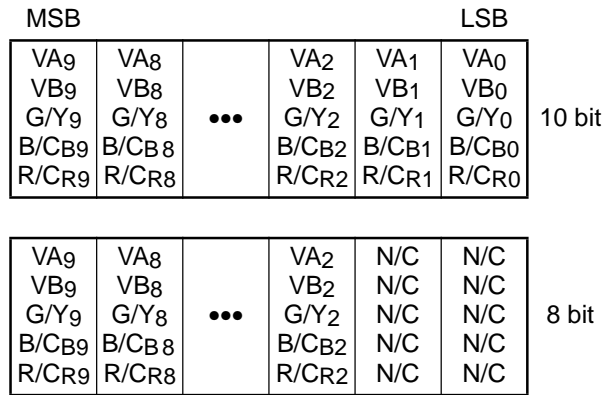 MSB LSB
VA9 VA8 VA2 VA1 VA0
VB9 VB8 VB2 VB1 VB0
G/Y9 G/Y8 ••• G/Y2 G/Y1 G/Y0 10 bit
B/CB9 B/CB8 B/CB2 B/CB1 B/CB0
R/CR9 R/CR8 R/CR2 R/CR1 R/CR0
VA9 VA8 VA2 N/C N/C
VB9 VB8 VB2 N/C N/C
G/Y9 G/Y8 ••• G/Y2 N/C N/C 8 bit
B/CB9 B/CB8 B/CB2 N/C N/C
R/CR9 R/CR8 R/CR2 N/C N/C